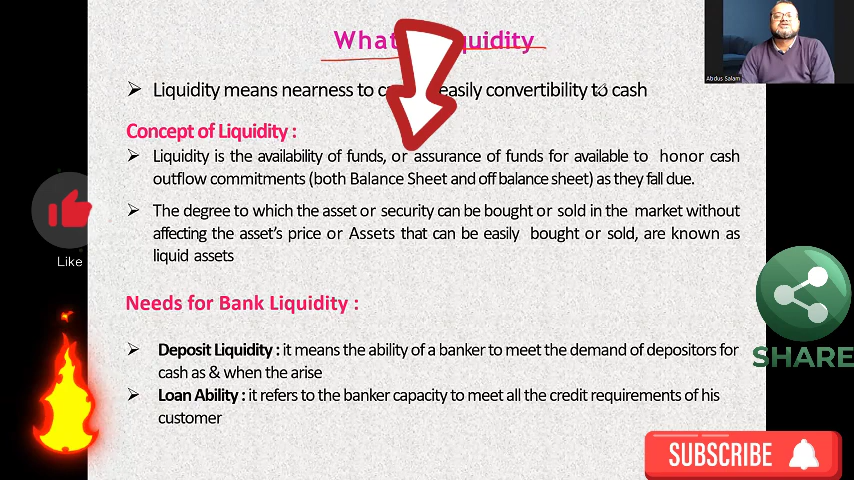 What quidity
Abdus Salam
Liquidity means nearness to c easily convertibility to cash
Concept of Liquidity :
Liquidity is the availability of funds, or assurance of funds for available to honor cash
outflow commitments (both Balance Sheet and off balance sheet) as they fall due.
The degree to which the asset or security can be bought or sold in the market without
affecting the asset's price or Assets that can be easily bought or sold, are known as
liquid assets
Like
Needs for Bank Liquidity :
Deposit Liquidity : it means the ability of a banker to meet the demand of depositors for
cash as & when the arise
Loan Ability : it refers to the banker capacity to meet all the credit requirements of his
customer
SHARE
SUBSCRIBE